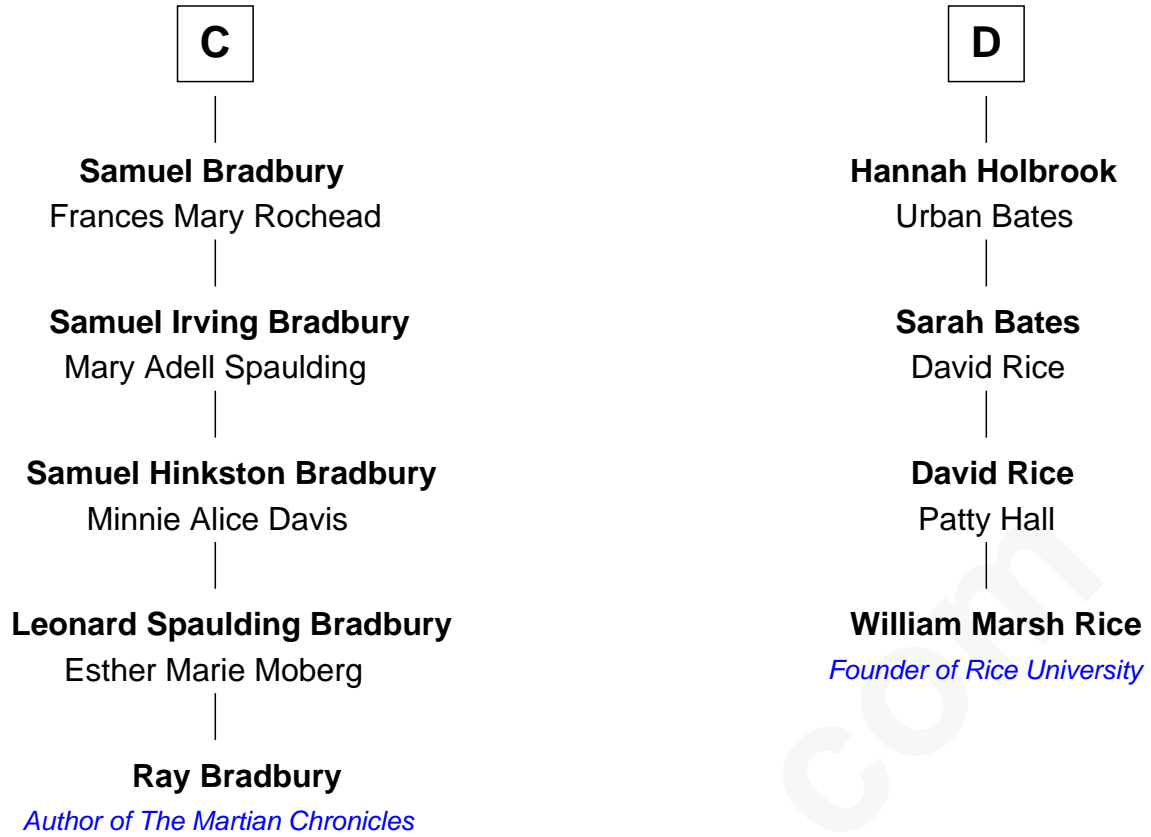 C
Samuel Bradbury
Frances Mary Rochead
Samuel Irving Bradbury
Mary Adell Spaulding
Samuel Hinkston Bradbury
Minnie Alice Davis
Leonard Spaulding Bradbury
Esther Marie Moberg
Ray Bradbury
Author of The Martian Chronicles
D
Hannah Holbrook
Urban Bates
Sarah Bates
David Rice
David Rice
Patty Hall
William Marsh Rice
Founder of Rice University
com